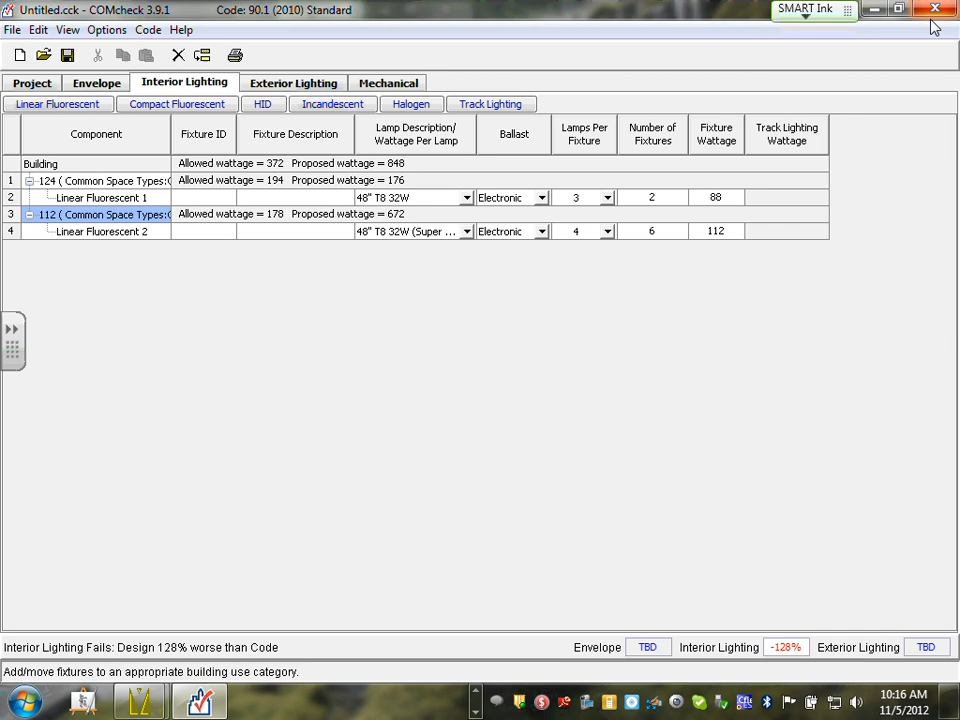 Untitled.cck - COMcheck 3.9.1 Code: 90.1 (2010) Standard
SMART Ink
File Edit View Options Code Help
Project Envelope Interior Lighting Exterior Lighting Mechanical
Linear Fluorescent Compact Fluorescent HID Incandescent Halogen Track Lighting
Component Fixture ID Fixture Description Lamp Description/ Wattage Per Lamp Ballast Lamps Per Fixture Number of Fixtures Fixture Wattage Track Lighting Wattage
Building Allowed wattage = 372 Proposed wattage = 848
1 124 ( Common Space Types:( Allowed wattage = 194 Proposed wattage = 176
2 Linear Fluorescent 1 48" T8 32W Electronic 3 2 88
3 112 ( Common Space Types:( Allowed wattage = 178 Proposed wattage = 672
4 Linear Fluorescent 2 48" T8 32W (Super ... Electronic 4 6 112
Interior Lighting Fails: Design 128% worse than Code Envelope TBD Interior Lighting -128% Exterior Lighting TBD
Add/move fixtures to an appropriate building use category.
10:16 AM
11/5/2012